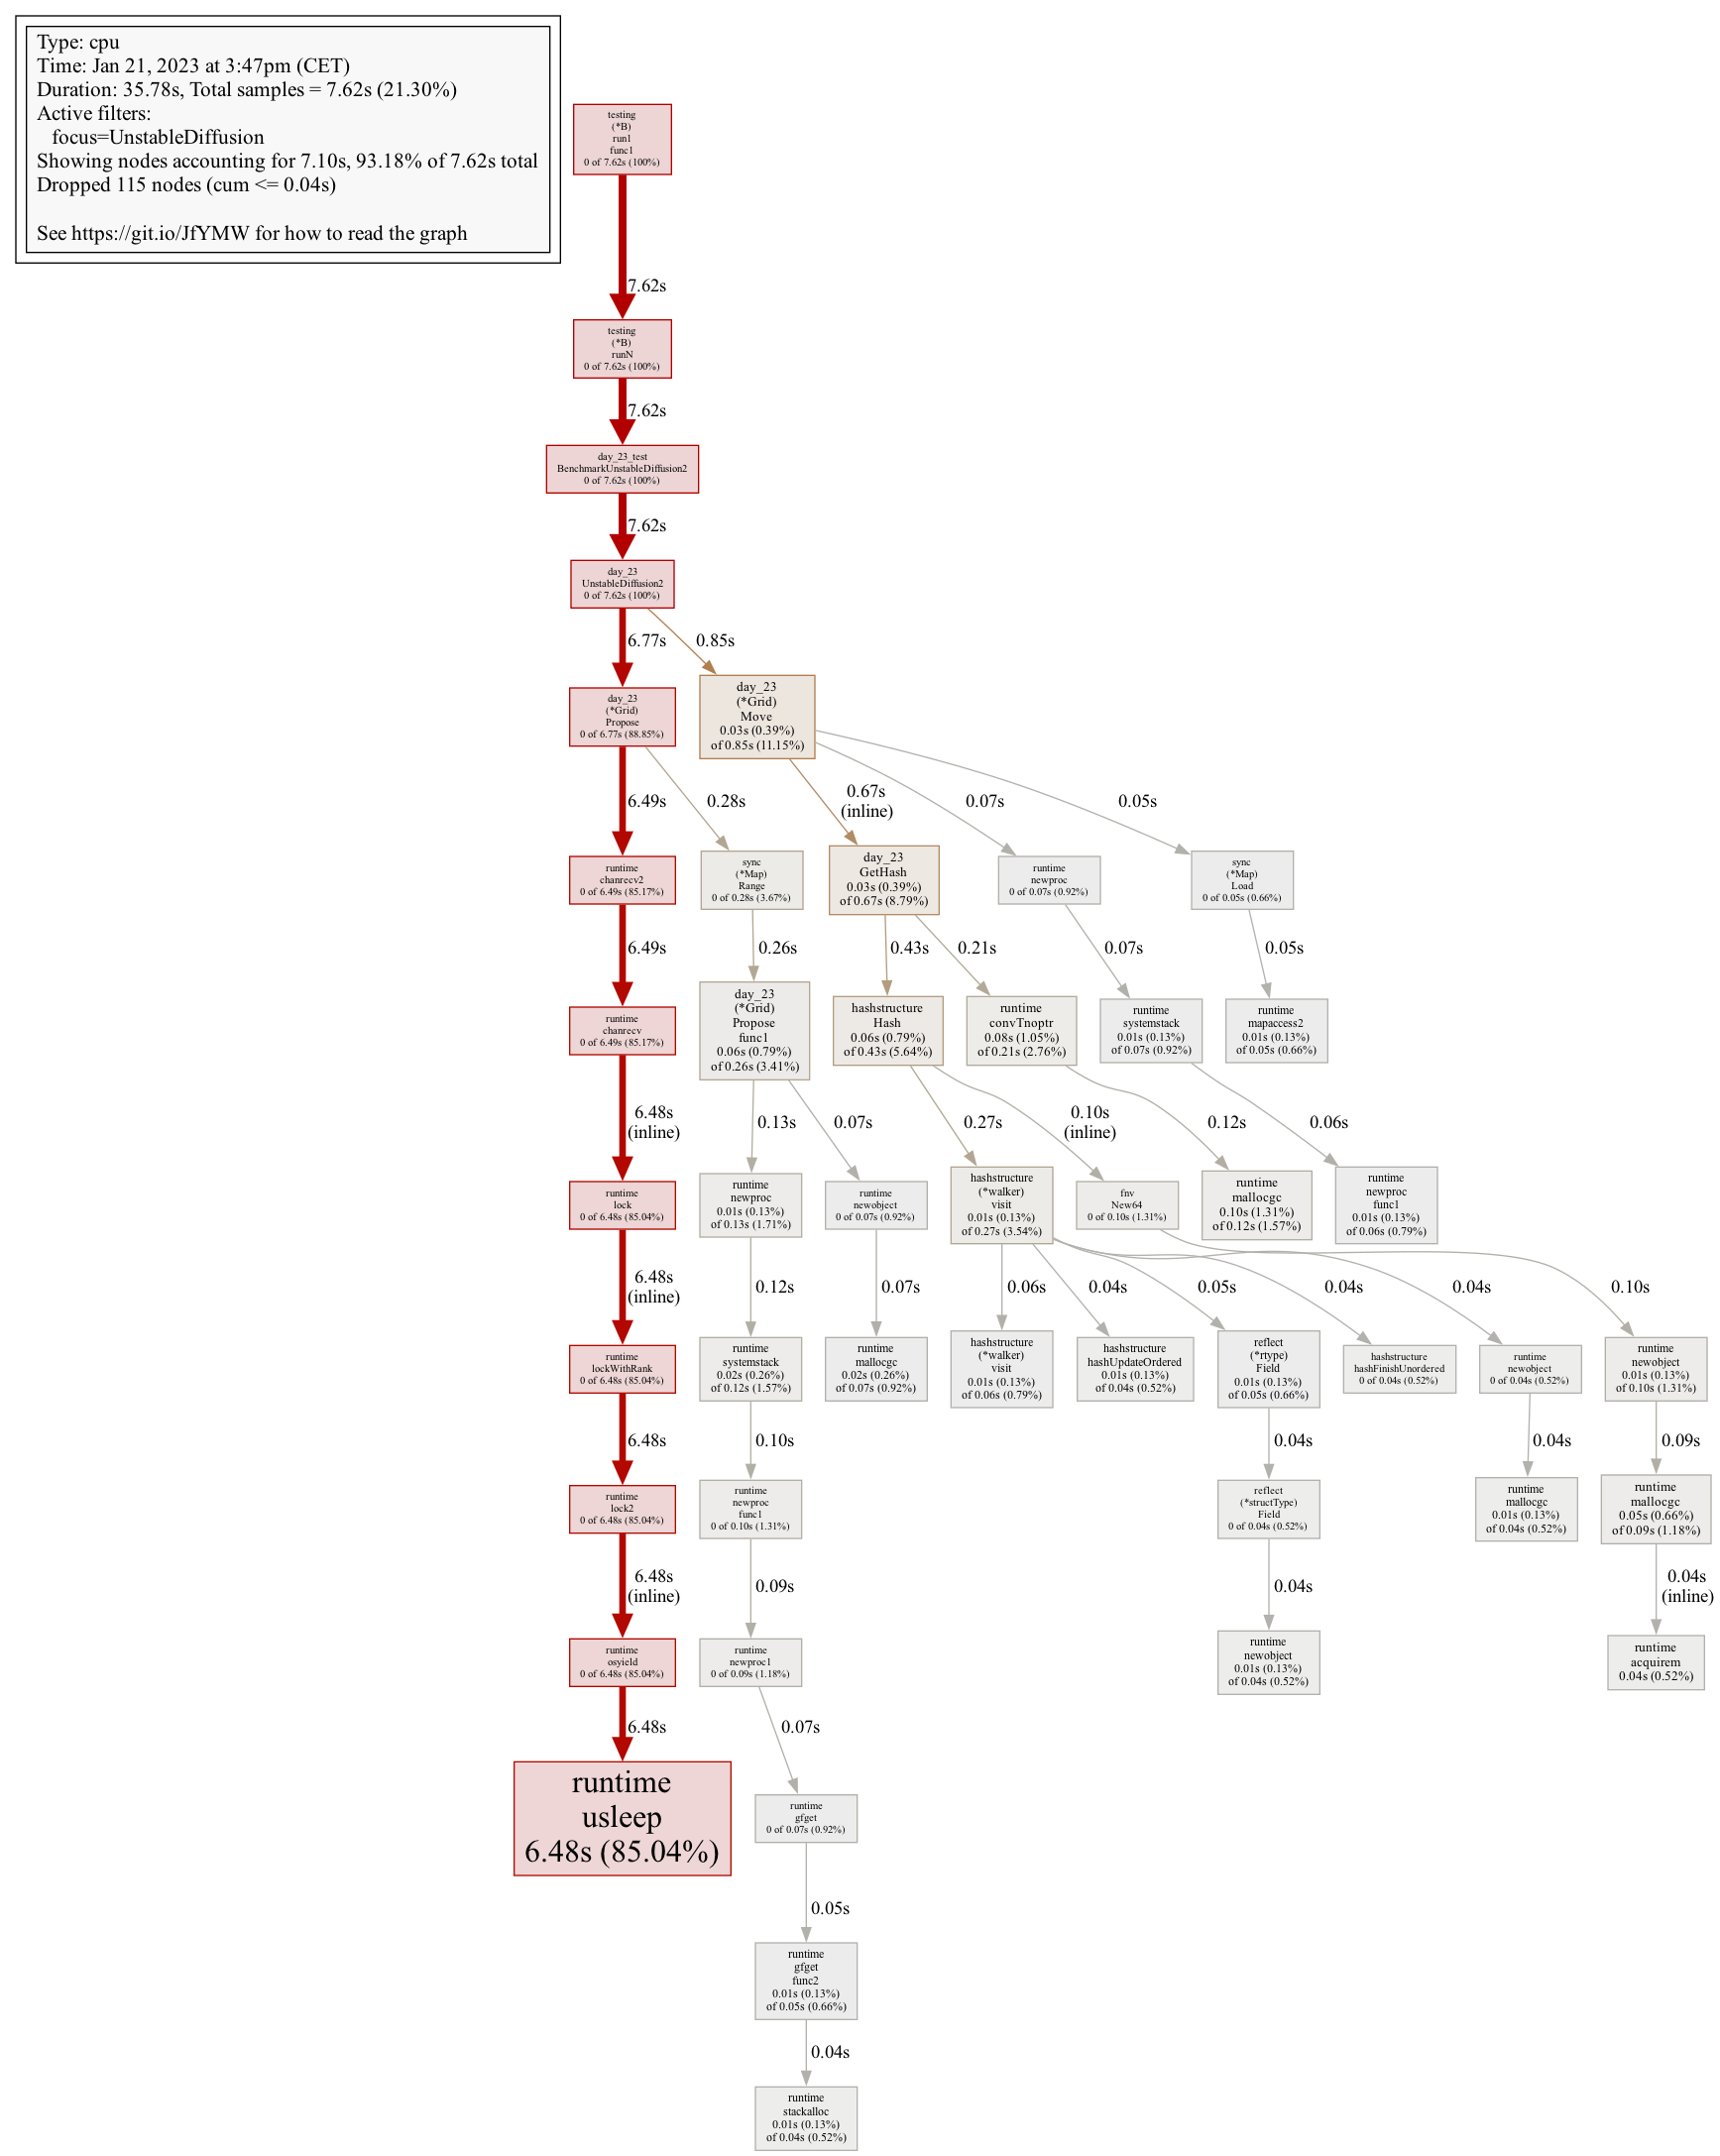 Type: cpu
Time: Jan 21, 2023 at 3:47pm (CET)
Duration: 35.78s, Total samples = 7.62s (21.30%)
Active filters:
focus=UnstableDiffusion
Showing nodes accounting for 7.10s, 93.18% of 7.62s total
Dropped 115 nodes (cum <= 0.04s)
See https://git.io/JfYMW for how to read the graph
testing
(*B)
run1
func1
0 of 7.62s (100%)
7.62s
testing
(*B)
runN
0 of 7.62s (100%)
7.62s
day_23_test
BenchmarkUnstableDiffusion2
0 of 7.62s (100%)
7.62s
day_23
UnstableDiffusion2
0 of 7.62s (100%)
6.77s
0.85s
day_23
(*Grid)
Propose
0 of 6.77s (88.85%)
day_23
(*Grid)
Move
0.03s (0.39%)
of 0.85s (11.15%)
6.49s
0.28s
0.67s
(inline)
0.07s
0.05s
runtime
chanrecv2
0 of 6.49s (85.17%)
sync
(*Map)
Range
0 of 0.28s (3.67%)
day_23
GetHash
0.03s (0.39%)
of 0.67s (8.79%)
runtime
newproc
0 of 0.07s (0.92%)
sync
(*Map)
Load
0 of 0.05s (0.66%)
6.49s
0.26s
0.43s
0.21s
0.07s
0.05s
runtime
chanrecv
0 of 6.49s (85.17%)
day_23
(*Grid)
Propose
func1
0.06s (0.79%)
of 0.26s (3.41%)
hashstructure
Hash
0.06s (0.79%)
of 0.43s (5.64%)
runtime
convTnoptr
0.08s (1.05%)
of 0.21s (2.76%)
runtime
systemstack
0.01s (0.13%)
of 0.07s (0.92%)
runtime
mapaccess2
0.01s (0.13%)
of 0.05s (0.66%)
6.48s
(inline)
0.13s
0.07s
0.27s
0.10s
(inline)
0.12s
0.06s
runtime
lock
0 of 6.48s (85.04%)
runtime
newproc
0.01s (0.13%)
of 0.13s (1.71%)
runtime
newobject
0 of 0.07s (0.92%)
hashstructure
(*walker)
visit
0.01s (0.13%)
of 0.27s (3.54%)
fnv
New64
0 of 0.10s (1.31%)
runtime
mallocgc
0.10s (1.31%)
of 0.12s (1.57%)
runtime
newproc
func1
0.01s (0.13%)
of 0.06s (0.79%)
6.48s
(inline)
0.12s
0.07s
0.06s
0.04s
0.05s
0.04s
0.04s
0.10s
runtime
lockWithRank
0 of 6.48s (85.04%)
runtime
systemstack
0.02s (0.26%)
of 0.12s (1.57%)
runtime
mallocgc
0.02s (0.26%)
of 0.07s (0.92%)
hashstructure
(*walker)
visit
0.01s (0.13%)
of 0.06s (0.79%)
hashstructure
hashUpdateOrdered
0.01s (0.13%)
of 0.04s (0.52%)
reflect
(*rtype)
Field
0.01s (0.13%)
of 0.05s (0.66%)
hashstructure
hashFinishUnordered
0 of 0.04s (0.52%)
runtime
newobject
0 of 0.04s (0.52%)
runtime
newobject
0.01s (0.13%)
of 0.10s (1.31%)
6.48s
0.10s
0.04s
0.04s
0.09s
runtime
lock2
0 of 6.48s (85.04%)
runtime
newproc
func1
0 of 0.10s (1.31%)
reflect
(*structType)
Field
0 of 0.04s (0.52%)
runtime
mallocgc
0.01s (0.13%)
of 0.04s (0.52%)
runtime
mallocgc
0.05s (0.66%)
of 0.09s (1.18%)
6.48s
(inline)
0.09s
0.04s
0.04s
(inline)
runtime
osyield
0 of 6.48s (85.04%)
runtime
newproc1
0 of 0.09s (1.18%)
runtime
newobject
0.01s (0.13%)
of 0.04s (0.52%)
runtime
acquirem
0.04s (0.52%)
6.48s
0.07s
runtime
usleep
6.48s (85.04%)
runtime
gfget
0 of 0.07s (0.92%)
0.05s
runtime
gfget
func2
0.01s (0.13%)
of 0.05s (0.66%)
0.04s
runtime
stackalloc
0.01s (0.13%)
of 0.04s (0.52%)